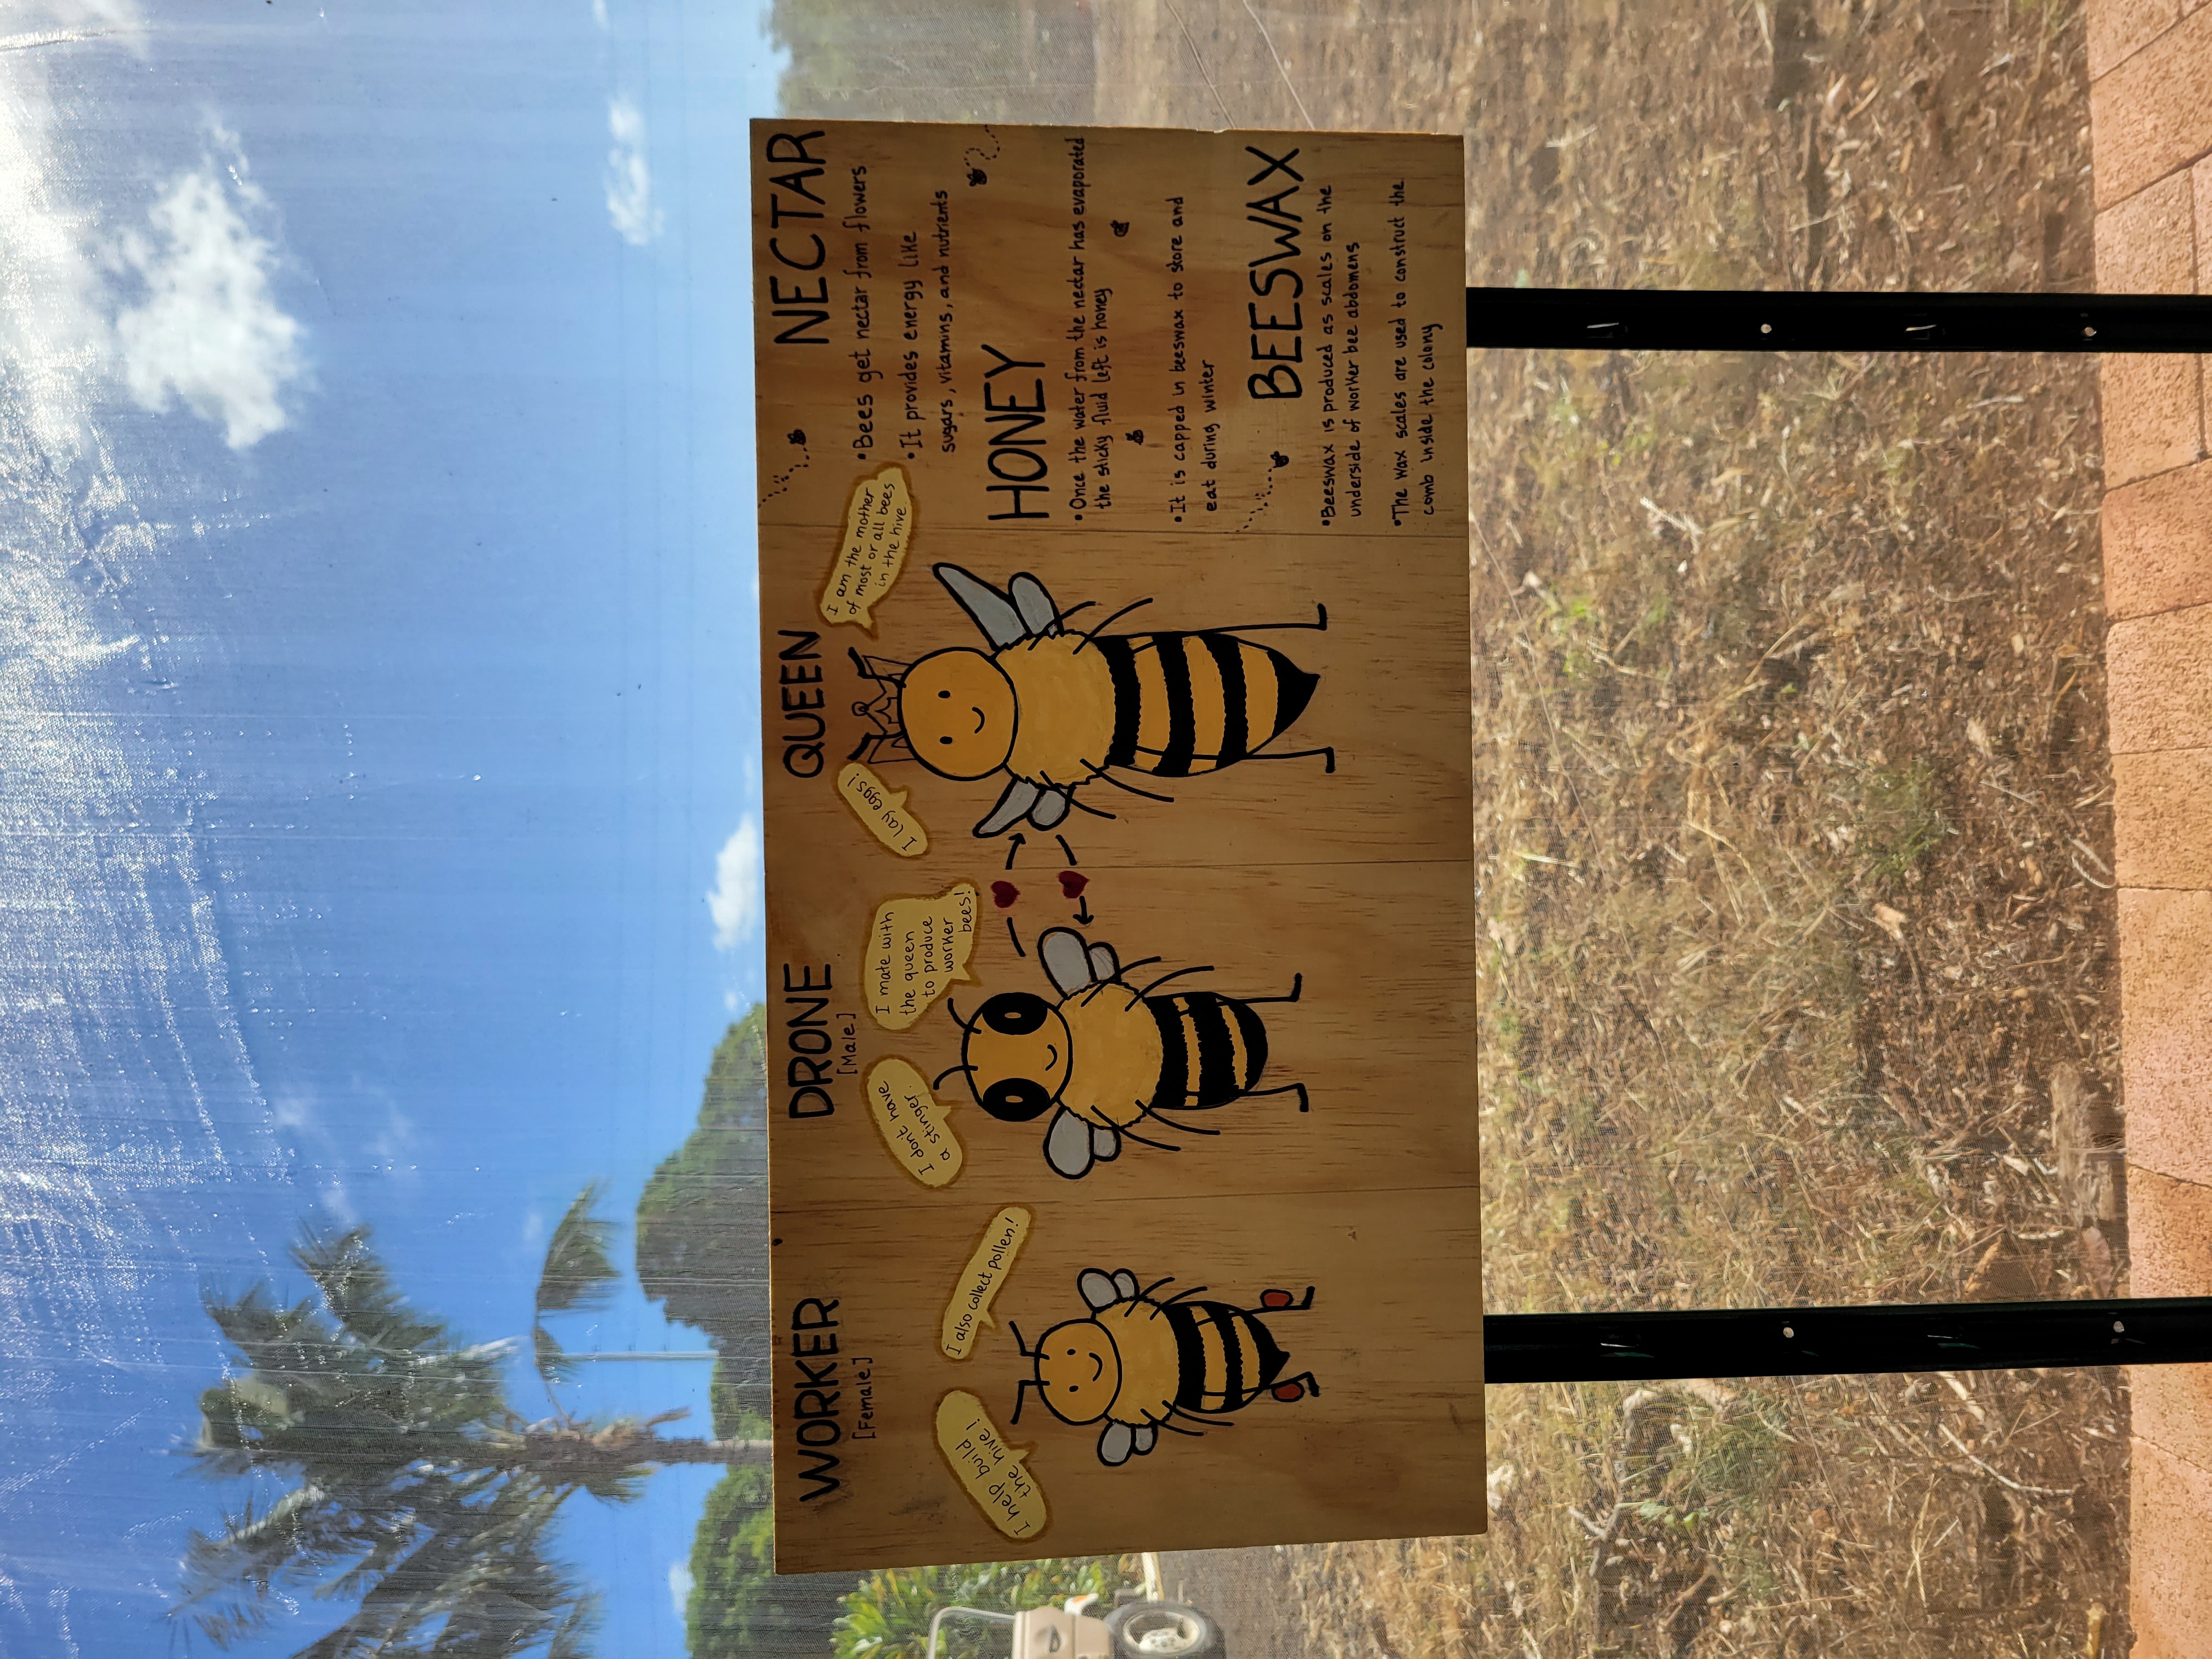 WORKER
[Female]
I help build
the hive!
I also collect pollen!
DRONE
[Male]
I don't have
a stinger.
I mate with
the queen
to produce
worker
bees!
QUEEN
I lay eggs!
I am the mother
of most or all bees
in the hive
NECTAR
•Bees get nectar from flowers
•It provides energy like
sugars, vitamins, and nutrients
HONEY
•Once the water from the nectar has evaporated
the sticky fluid left is honey
•It is capped in beeswax to store and
eat during winter
BEESWAX
•Beeswax is produced as scales on the
underside of worker bee abdomens
•The wax scales are used to construct the
comb inside the colony